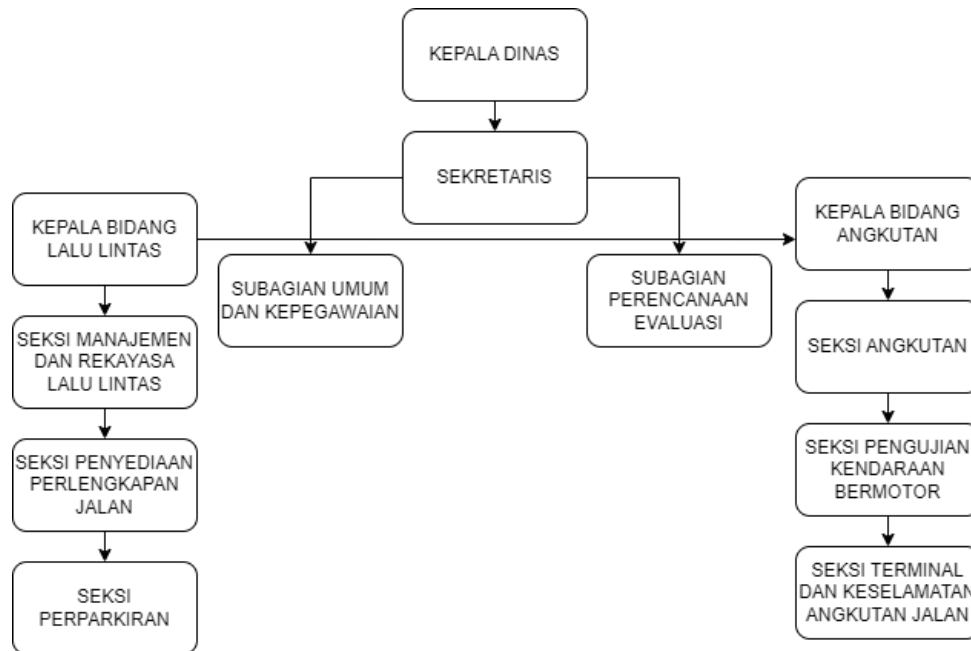 KEPALA DINAS
SEKRETARIS
KEPALA BIDANG
LALU LINTAS
KEPALA BIDANG
ANGKUTAN
SUBAGIAN UMUM
DAN KEPEGAWAIAN
SUBAGIAN
PERENCANAAN
EVALUASI
SEKSI MANAJEMEN
DAN REKAYASA
LALU LINTAS
SEKSI ANGKUTAN
SEKSI PENYEDIAAN
PERLENGKAPAN
JALAN
SEKSI PENGUJIAN
KENDARAAN
BERMOTOR
SEKSI
PERPARKIRAN
SEKSI TERMINAL
DAN KESELAMATAN
ANGKUTAN JALAN